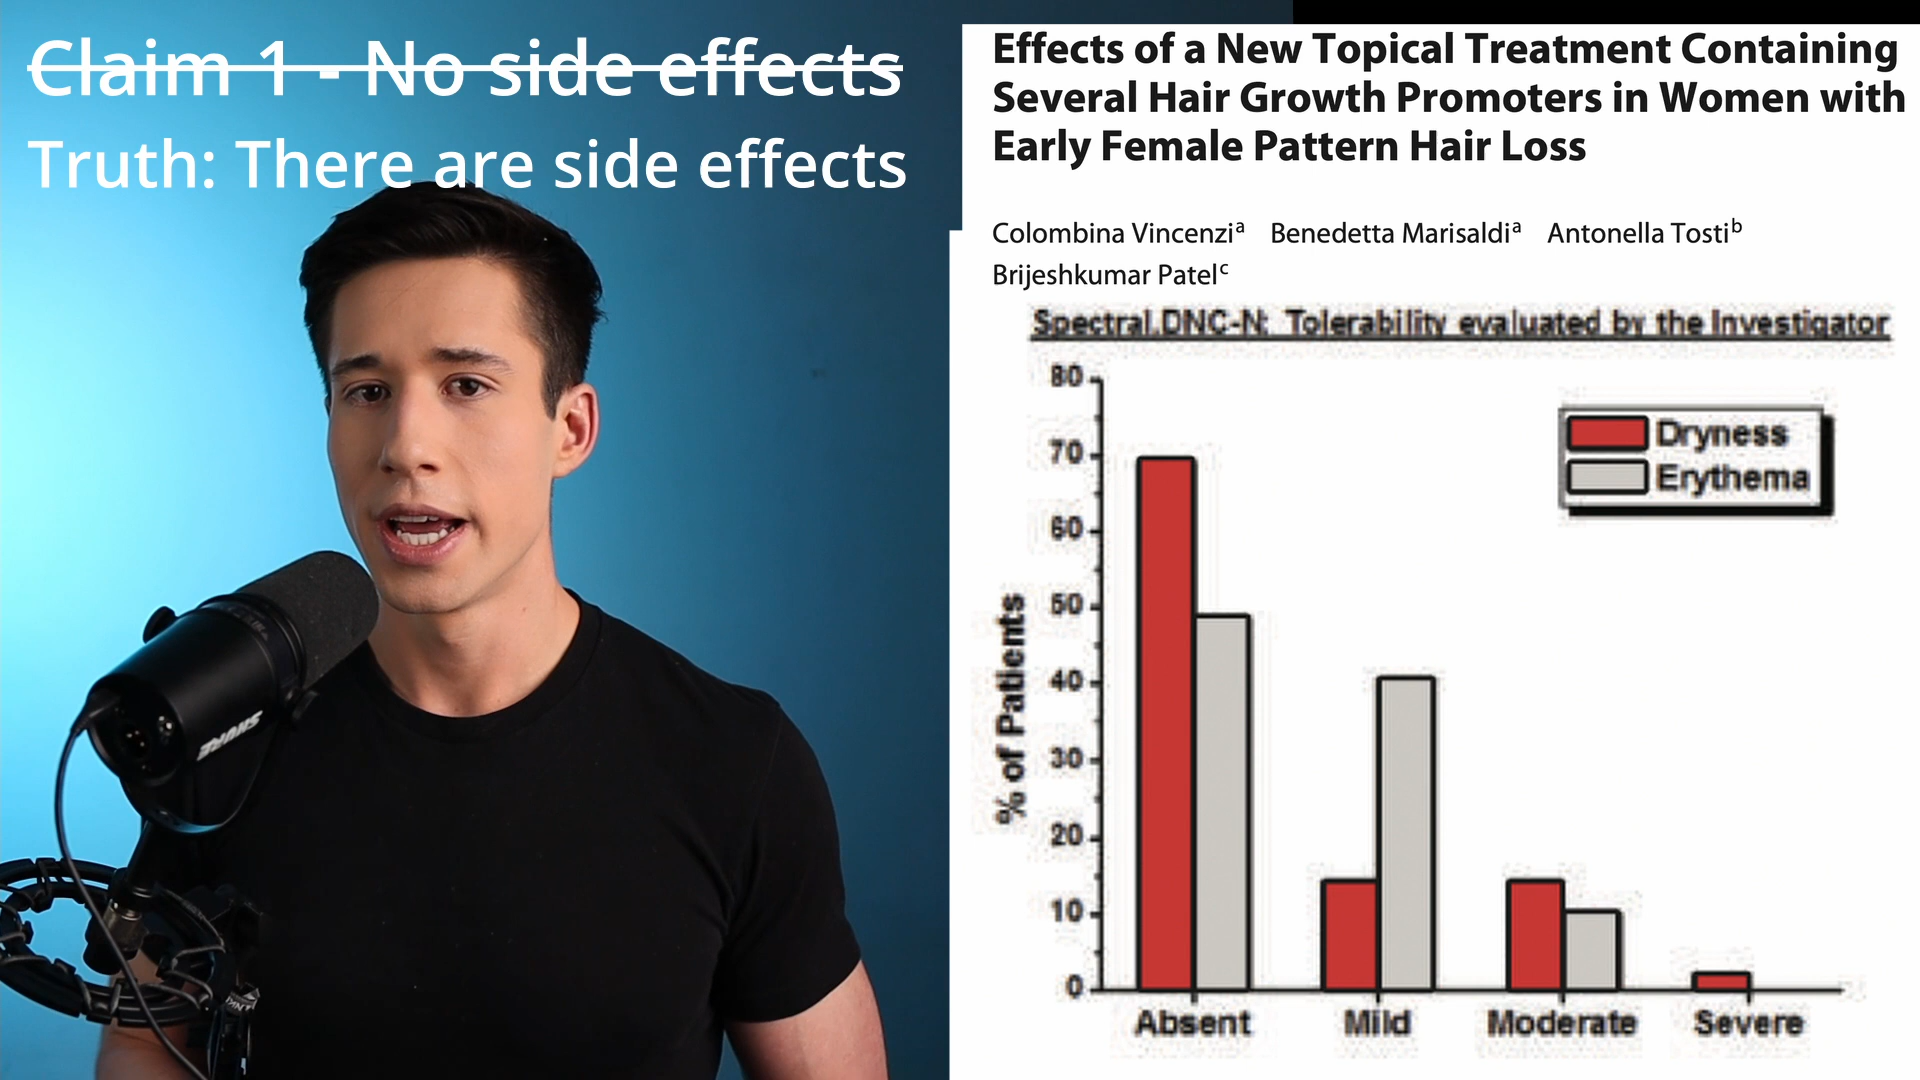 Claim 1 - No side effects
Truth: There are side effects
Effects of a New Topical Treatment Containing
Several Hair Growth Promoters in Women with
Early Female Pattern Hair Loss
Colombina Vincenziᵃ Benedetta Marisaldiᵃ Antonella Tostiᵇ
Brijeshkumar Patelᶜ
Spectral.DNC-N: Tolerability evaluated by the Investigator
80
70
60
50
40
30
20
10
0
% of Patients
Dryness
Erythema
Absent Mild Moderate Severe
SHURE